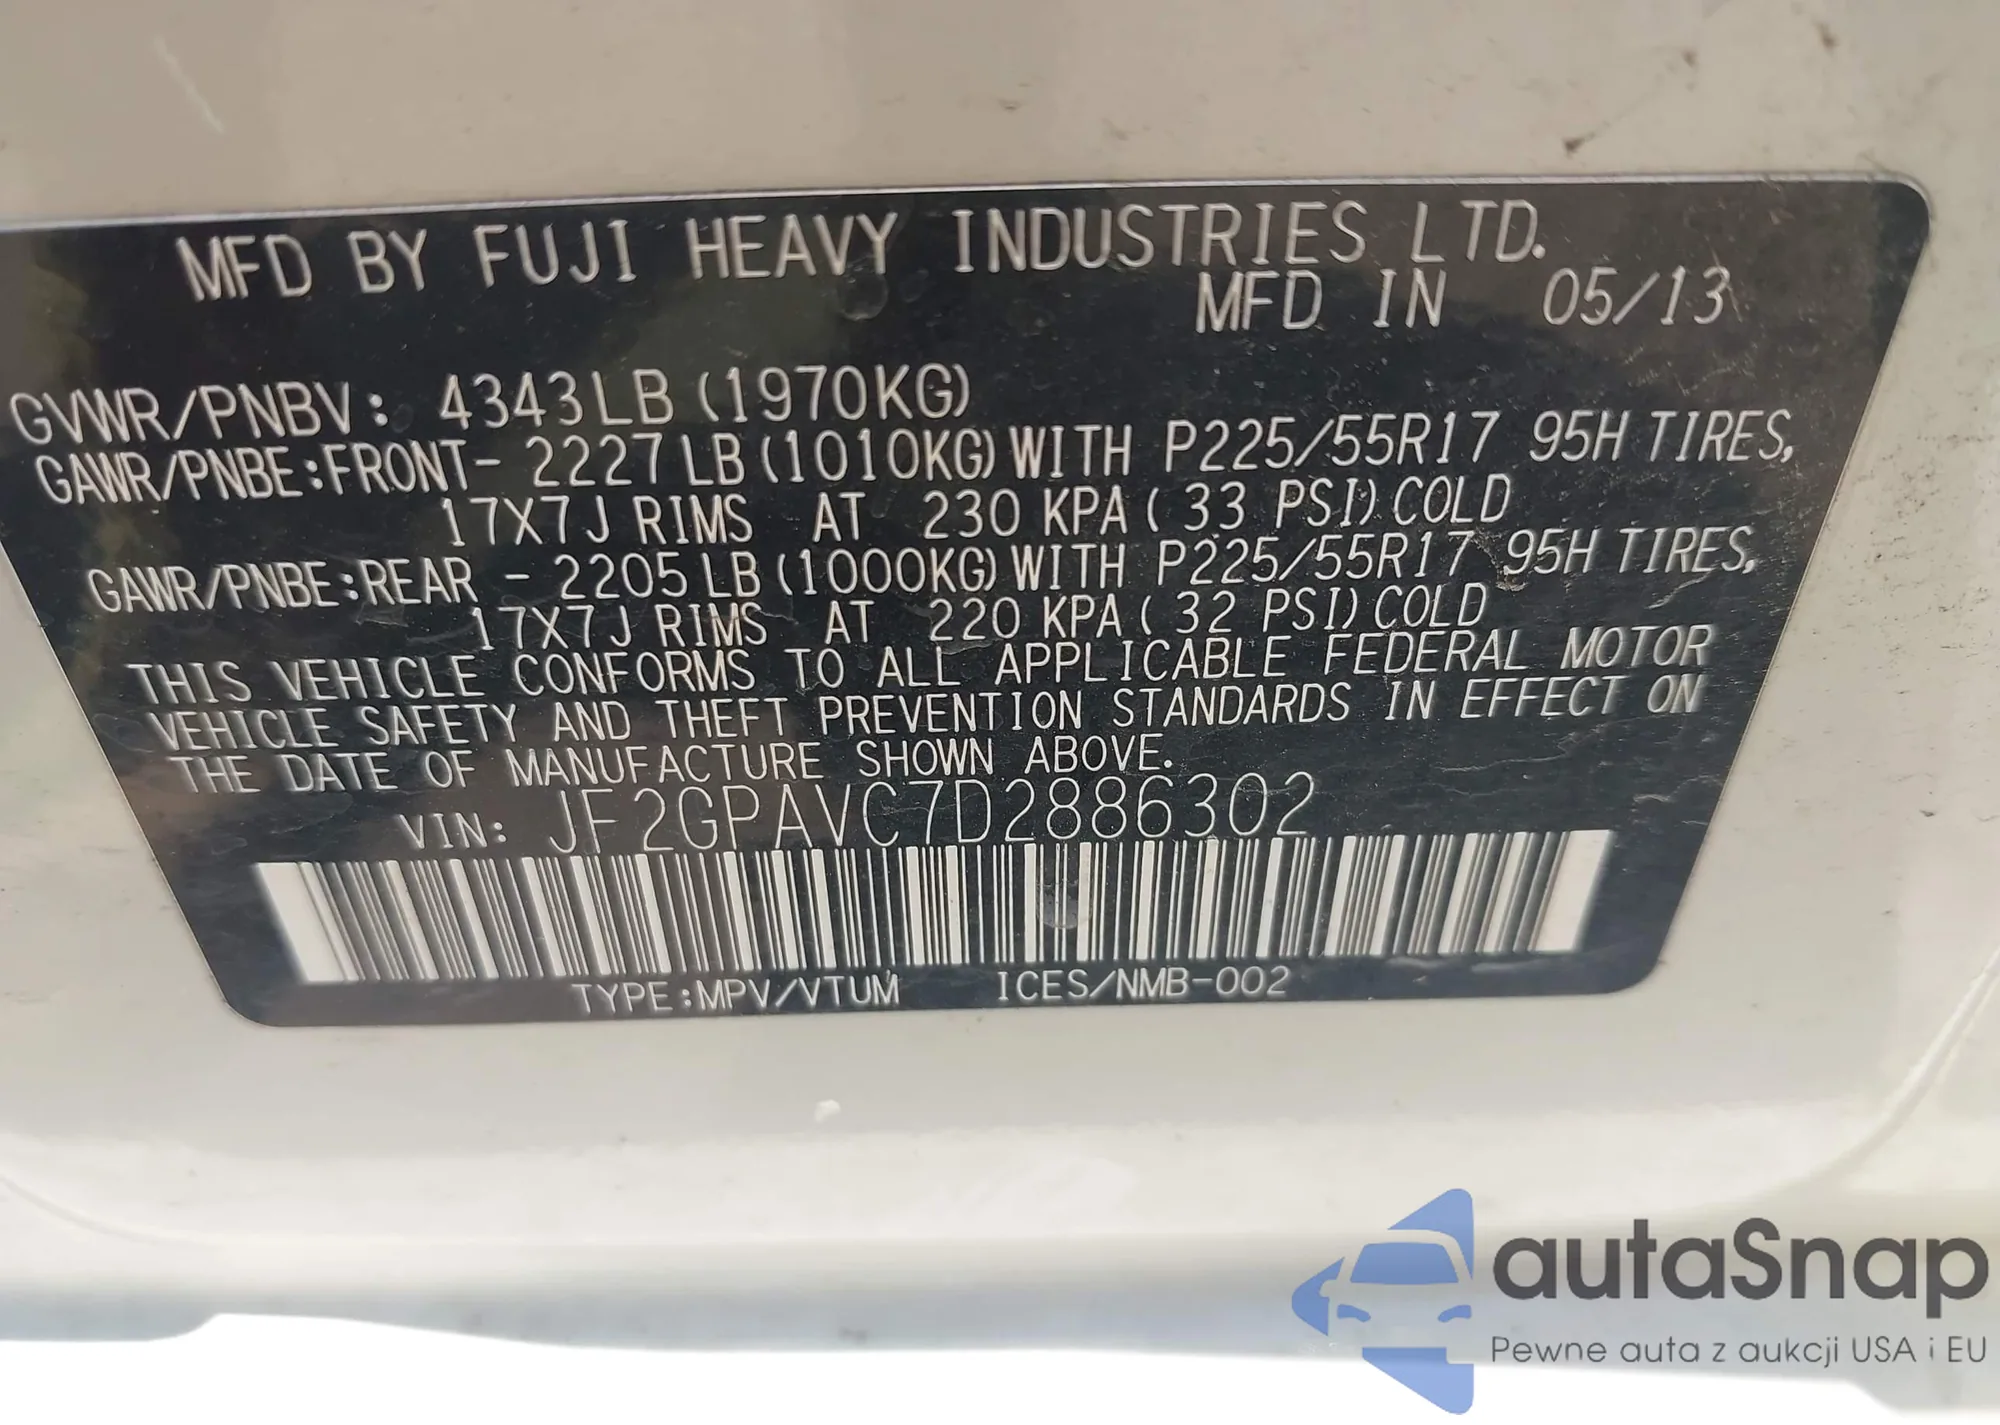 MFD BY FUJI HEAVY INDUSTRIES LTD.
MFD IN 05/13
GVWR/PNBV: 4343LB (1970KG)
GAWR/PNBE:FRONT- 2227LB (1010KG) WITH P225/55R17 95H TIRES,
17X7J RIMS AT 230 KPA ( 33 PSI) COLD
GAWR/PNBE:REAR - 2205LB (1000KG) WITH P225/55R17 95H TIRES,
17X7J RIMS AT 220 KPA ( 32 PSI) COLD
THIS VEHICLE CONFORMS TO ALL APPLICABLE FEDERAL MOTOR
VEHICLE SAFETY AND THEFT PREVENTION STANDARDS IN EFFECT ON
THE DATE OF MANUFACTURE SHOWN ABOVE.
VIN: JF2GPAVC7D2886302
TYPE:MPV/VTUM ICES/NMB-002
autaSnap
Pewne auta z aukcji USA i EU